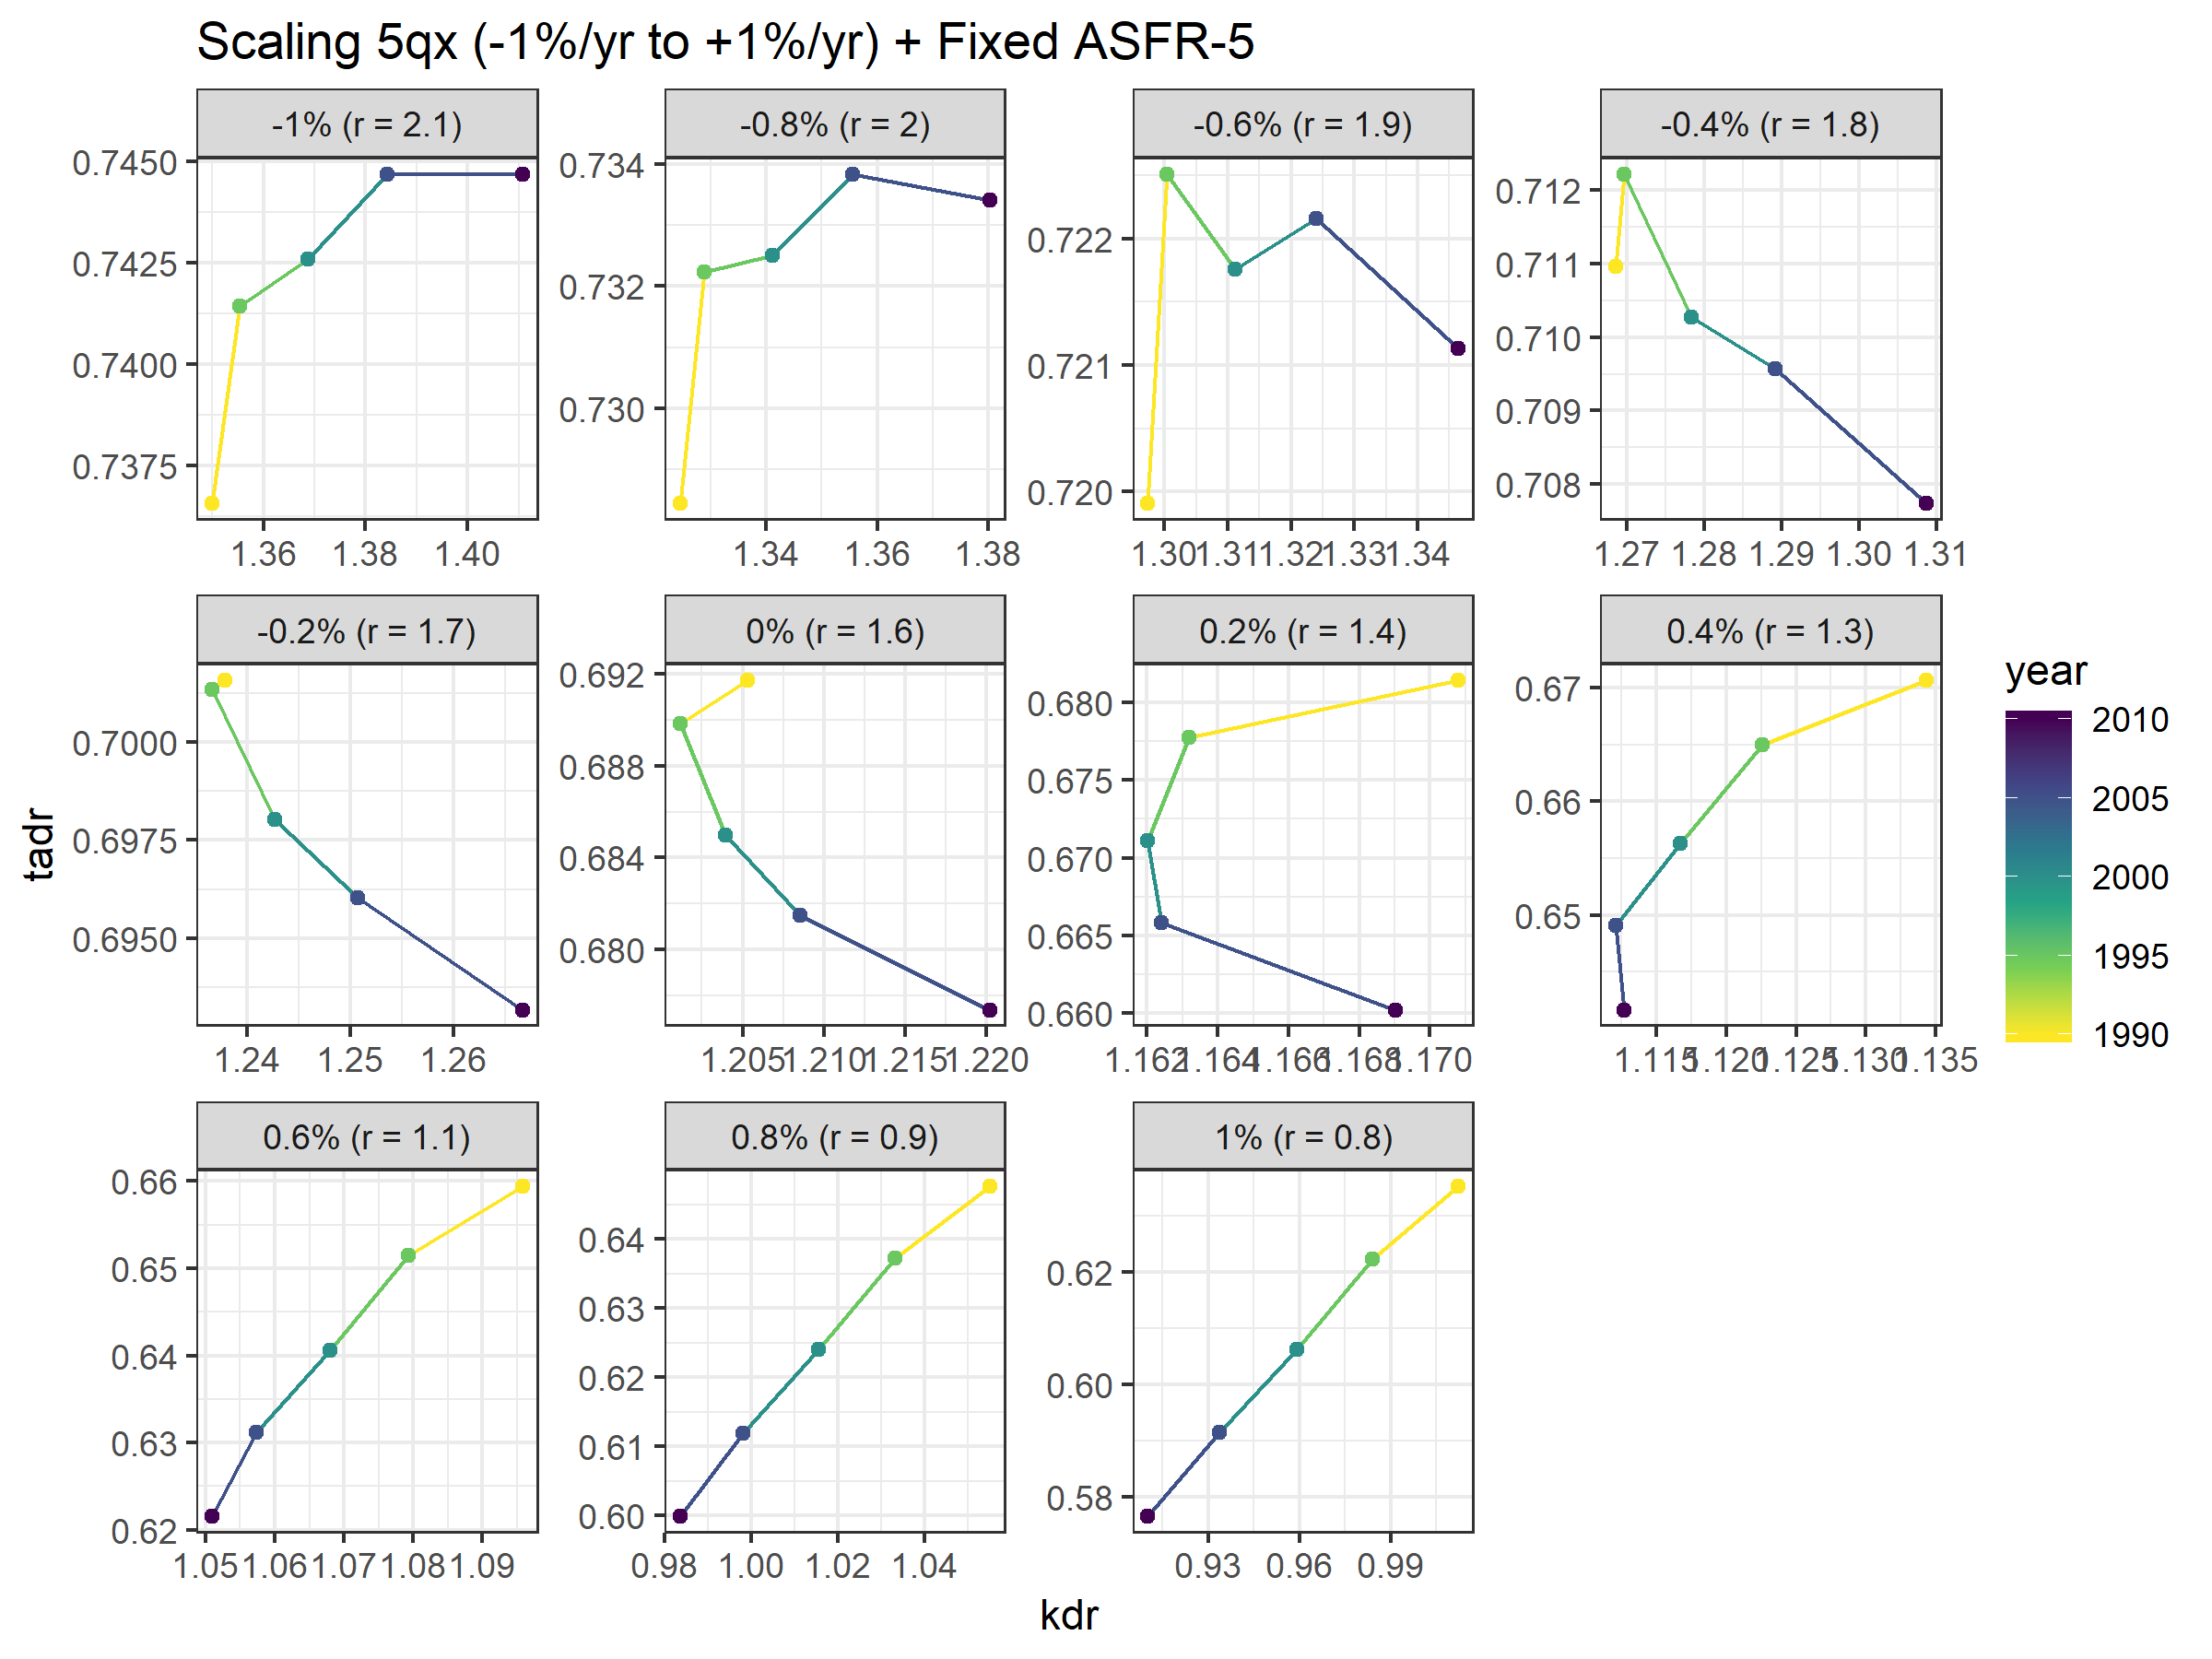 Scaling 5qx (-1%/yr to +1%/yr) + Fixed ASFR-5
-1% (r = 2.1)
-0.8% (r = 2)
-0.6% (r = 1.9)
-0.4% (r = 1.8)
0.7450
0.7425
0.7400
0.7375
1.36 1.38 1.40
0.734
0.732
0.730
1.34 1.36 1.38
0.722
0.721
0.720
1.30 1.31 1.32 1.33 1.34
0.712
0.711
0.710
0.709
0.708
1.27 1.28 1.29 1.30 1.31
-0.2% (r = 1.7)
0% (r = 1.6)
0.2% (r = 1.4)
0.4% (r = 1.3)
0.7000
0.6975
0.6950
1.24 1.25 1.26
0.692
0.688
0.684
0.680
1.205 1.210 1.215 1.220
0.680
0.675
0.670
0.665
0.660
1.162 1.164 1.166 1.168 1.170
0.67
0.66
0.65
1.115 1.120 1.125 1.130 1.135
0.6% (r = 1.1)
0.8% (r = 0.9)
1% (r = 0.8)
0.66
0.65
0.64
0.63
0.62
1.05 1.06 1.07 1.08 1.09
0.64
0.63
0.62
0.61
0.60
0.98 1.00 1.02 1.04
0.62
0.60
0.58
0.93 0.96 0.99
tadr
kdr
year
2010
2005
2000
1995
1990